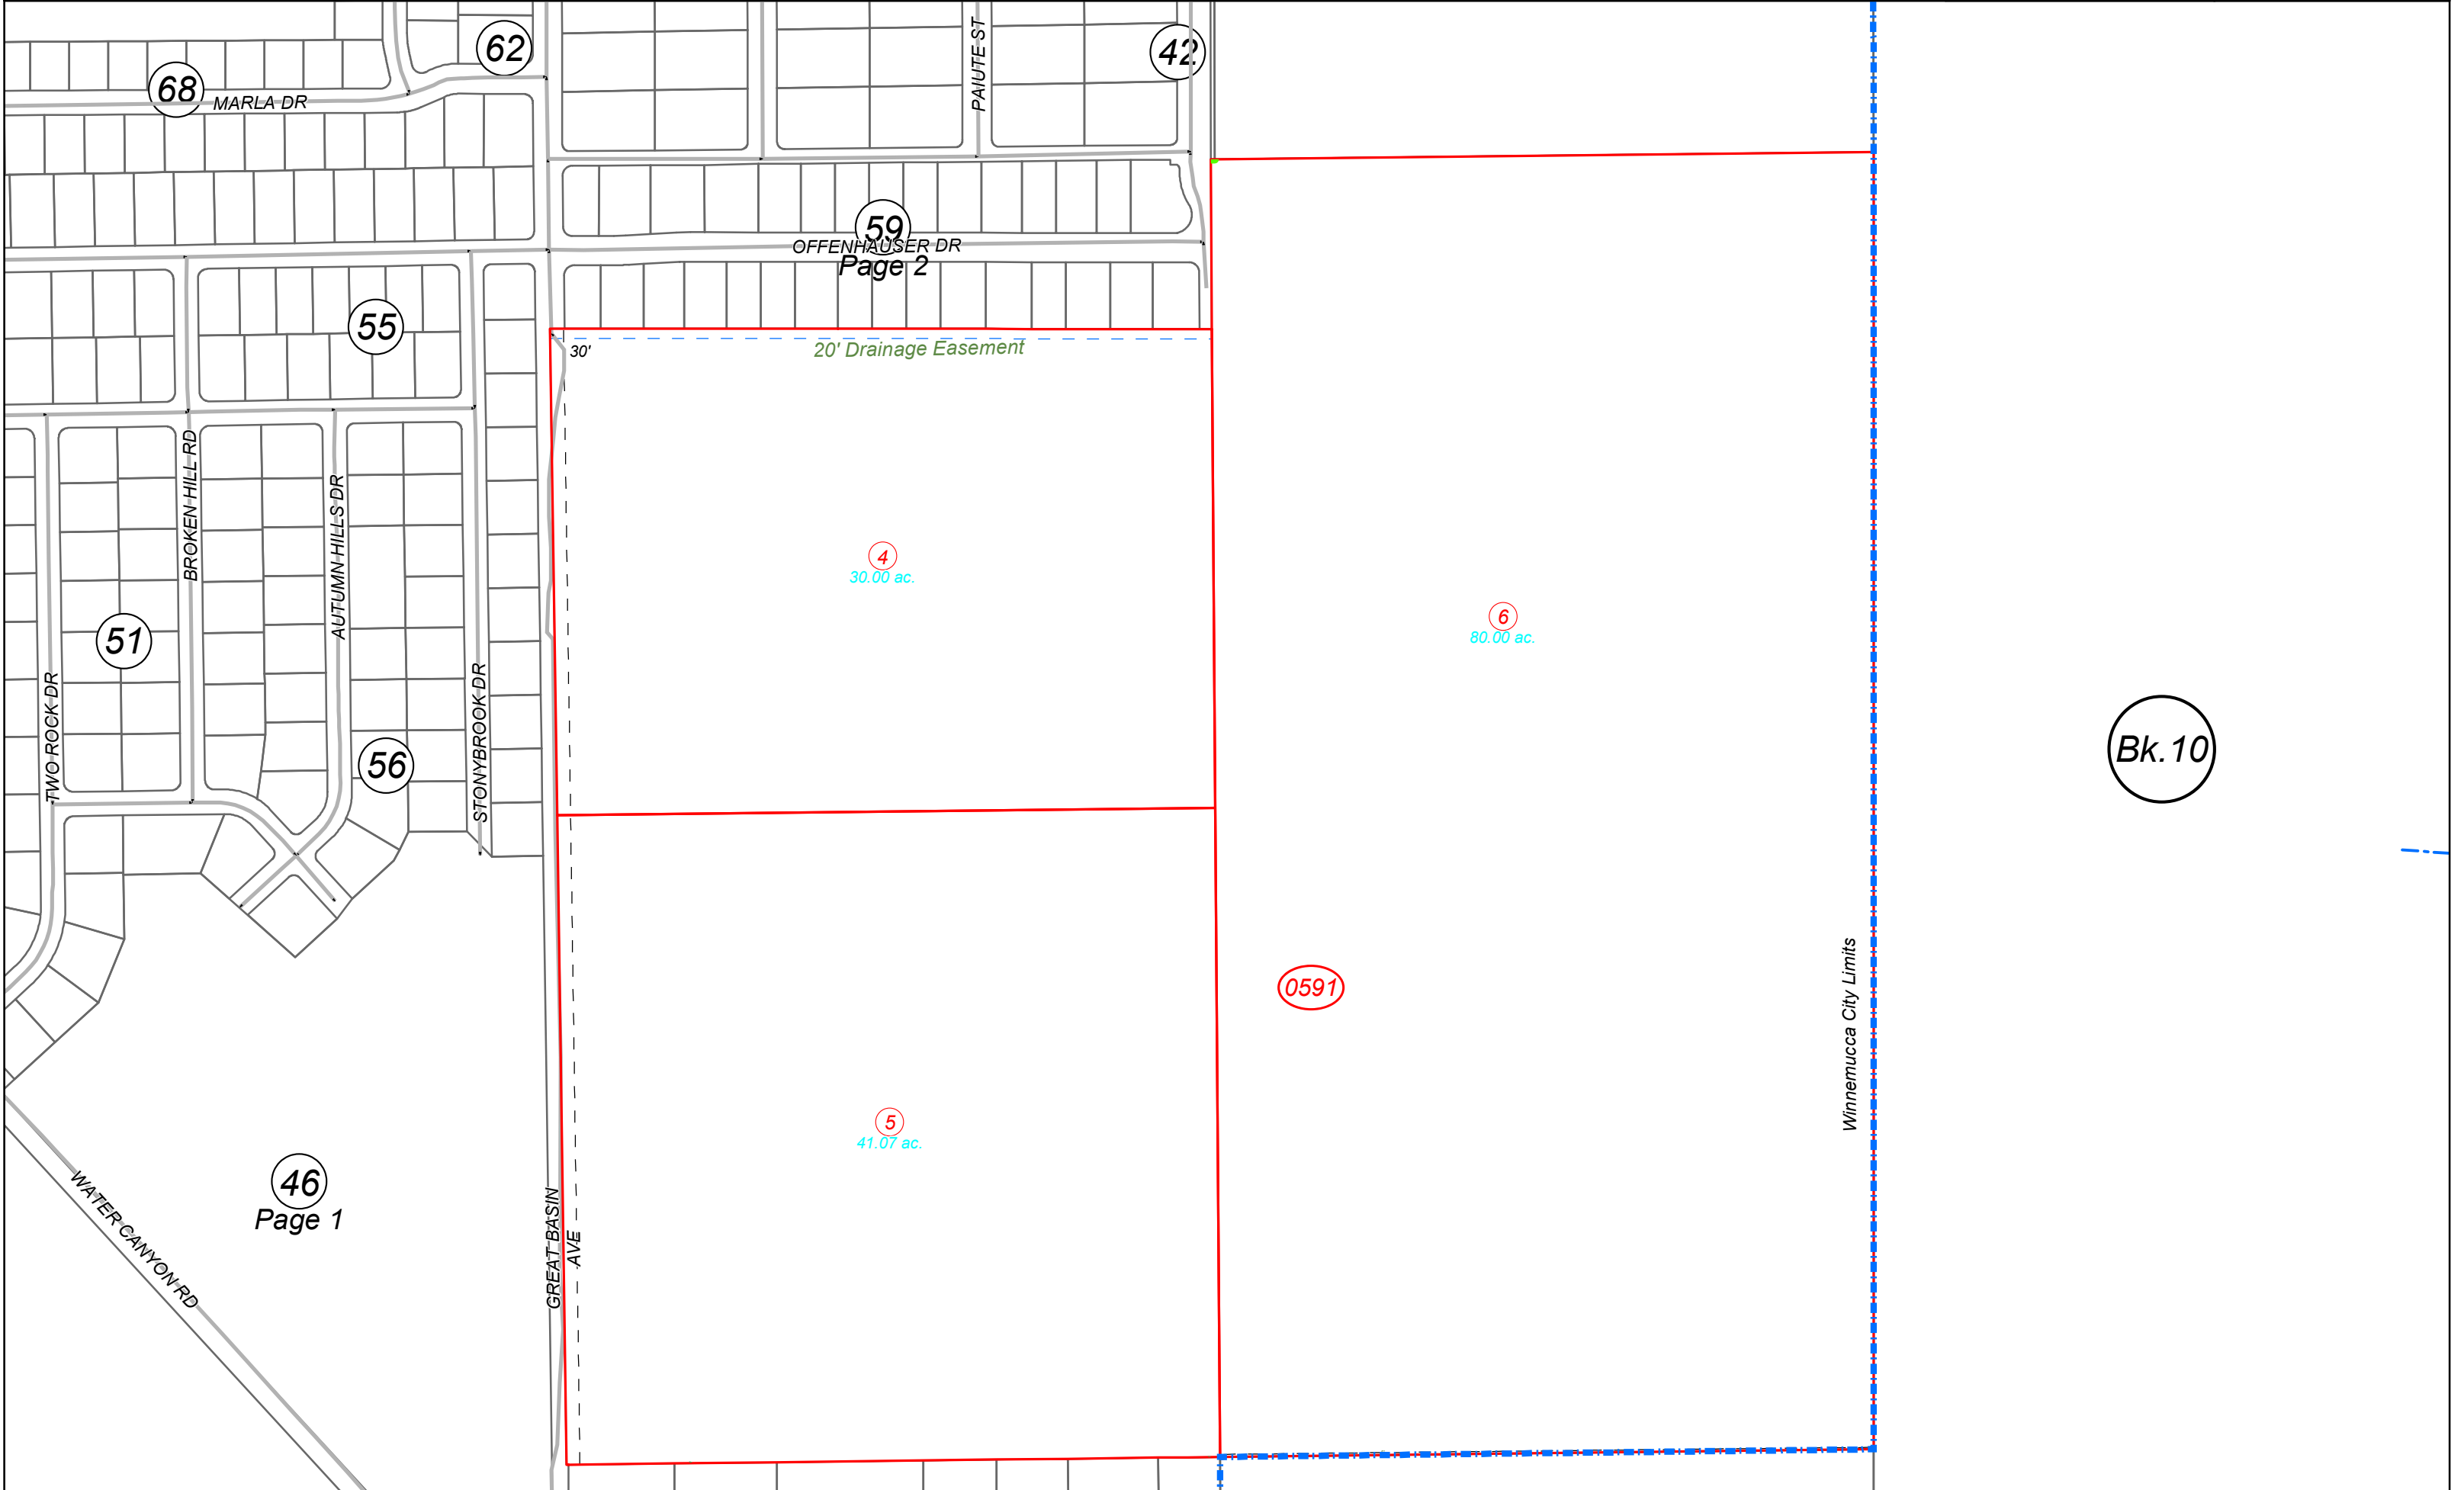 62
42
68
MARLA DR
PAIUTE ST
59
OFFENHAUSER DR
Page 2
55
30'
20' Drainage Easement
BROKEN HILL RD
AUTUMN HILLS DR
4
30.00 ac.
6
80.00 ac.
51
TWO ROCK DR
STONYBROOK DR
56
Bk.10
0591
Winnemucca City Limits
5
41.07 ac.
46
Page 1
WATER CANYON RD
GREAT BASIN
AVE